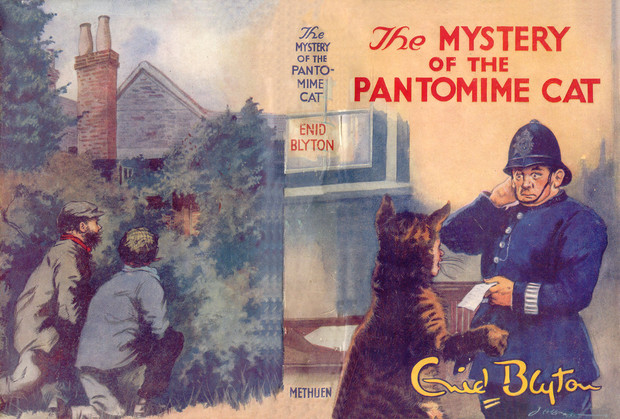 The
MYSTERY
OF THE
PANTO-
MIME
CAT
ENID
BLYTON
METHUEN
The MYSTERY
OF THE
PANTOMIME CAT
Enid Blyton